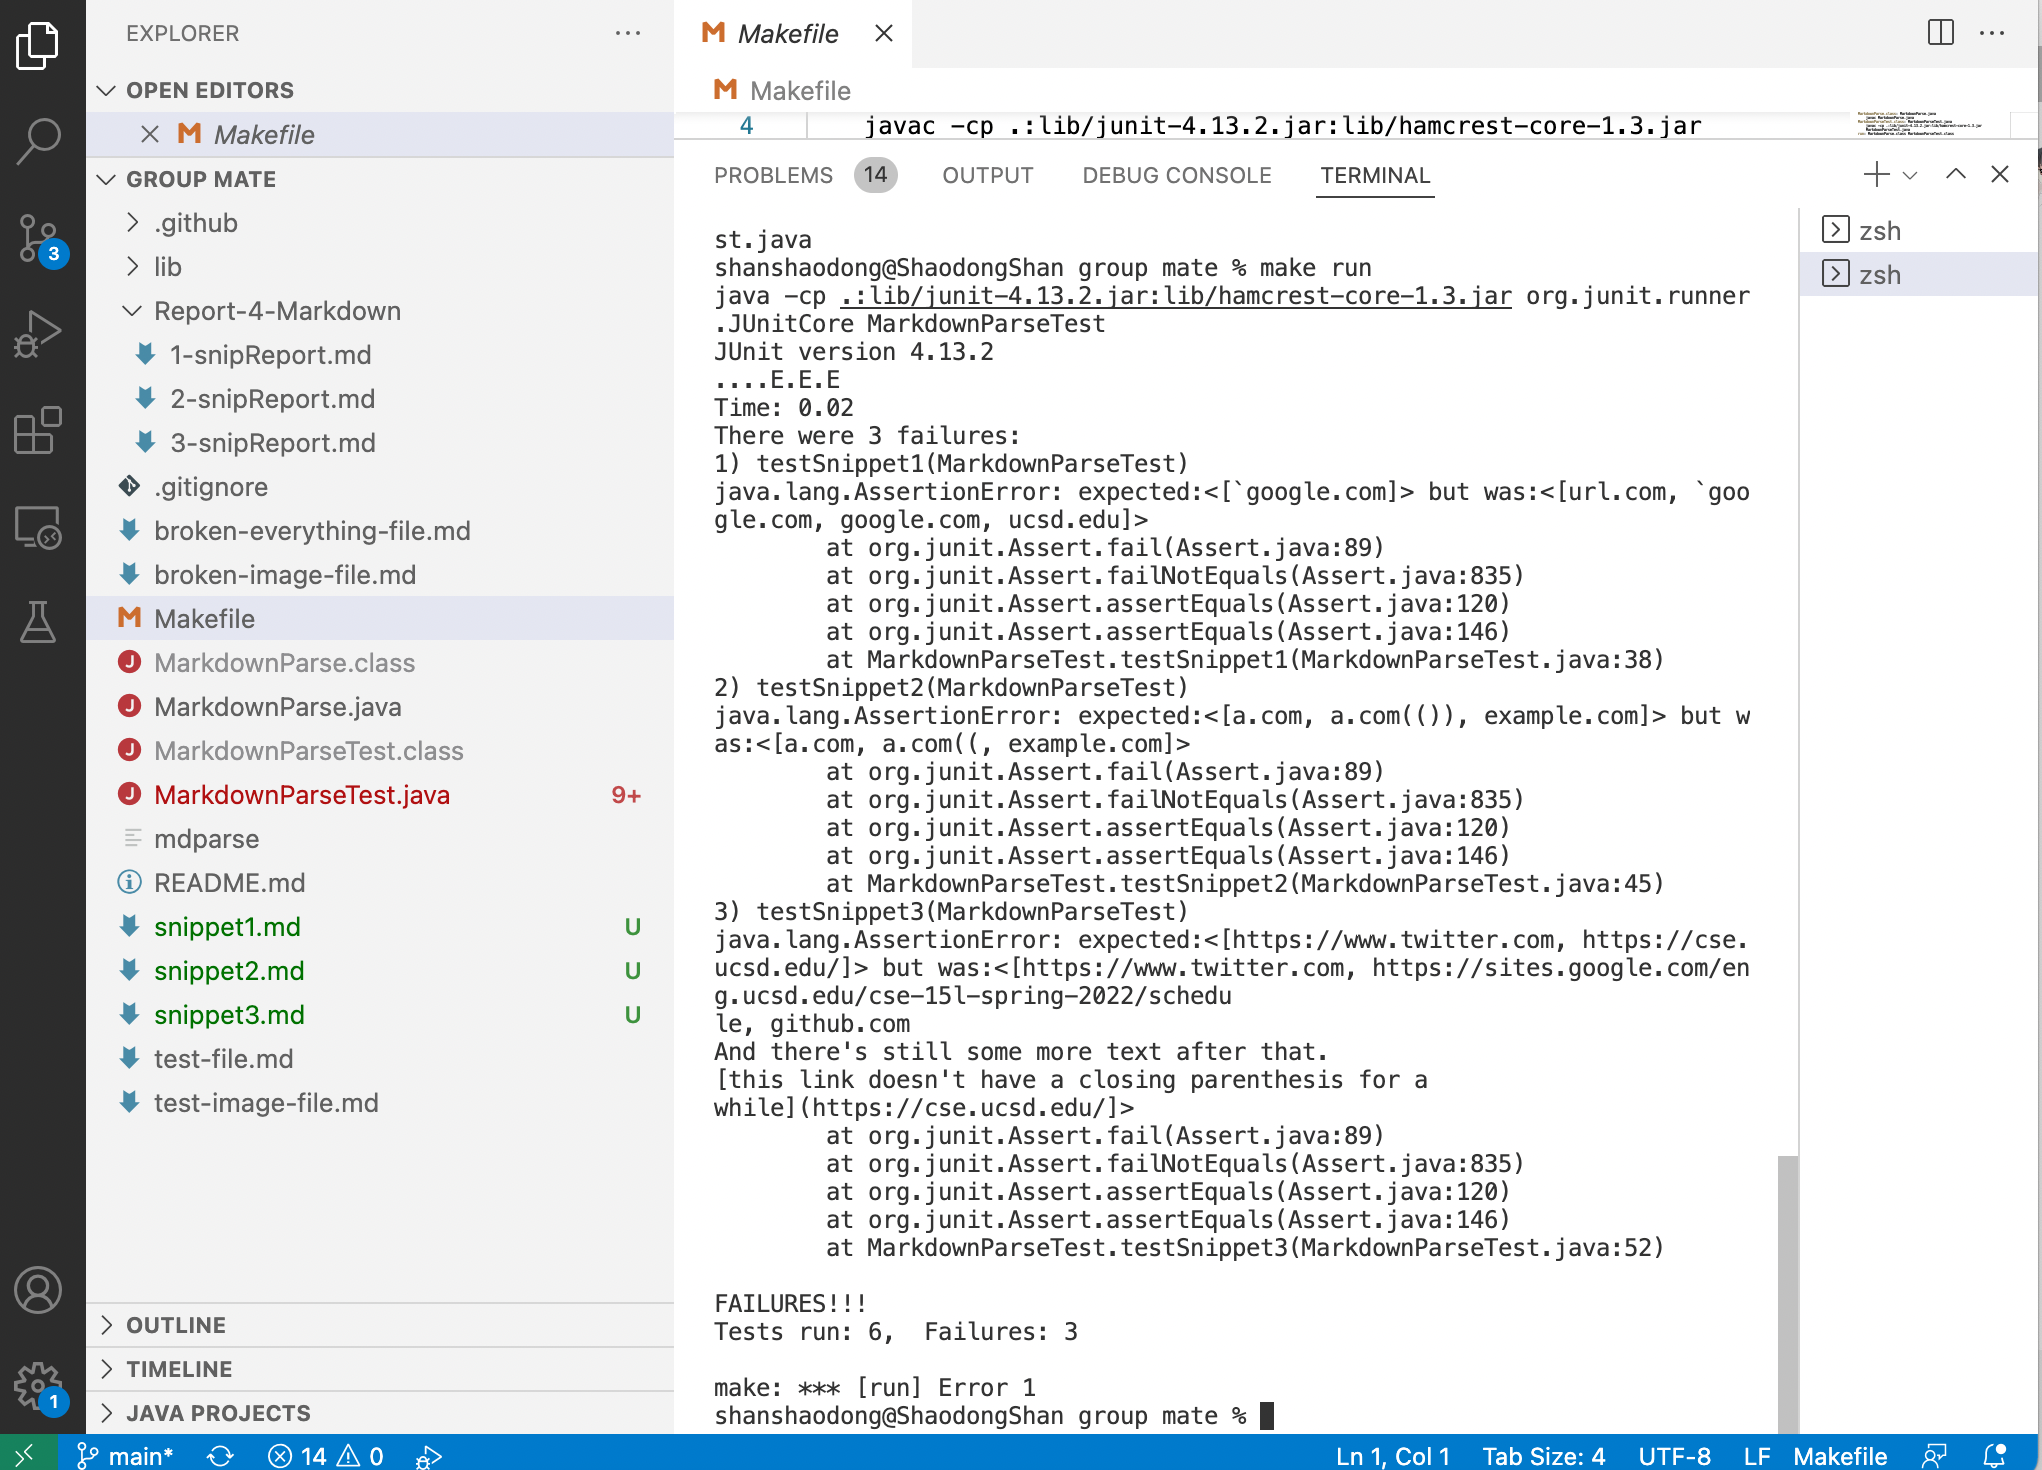 EXPLORER
OPEN EDITORS
Makefile
GROUP MATE
.github
lib
Report-4-Markdown
1-snipReport.md
2-snipReport.md
3-snipReport.md
.gitignore
broken-everything-file.md
broken-image-file.md
Makefile
MarkdownParse.class
MarkdownParse.java
MarkdownParseTest.class
MarkdownParseTest.java 9+
mdparse
README.md
snippet1.md U
snippet2.md U
snippet3.md U
test-file.md
test-image-file.md
OUTLINE
TIMELINE
JAVA PROJECTS
3
1
Makefile
Makefile
4 javac -cp .:lib/junit-4.13.2.jar:lib/hamcrest-core-1.3.jar
PROBLEMS 14 OUTPUT DEBUG CONSOLE TERMINAL
zsh
zsh
st.java
shanshaodong@ShaodongShan group mate % make run
java -cp .:lib/junit-4.13.2.jar:lib/hamcrest-core-1.3.jar org.junit.runner
.JUnitCore MarkdownParseTest
JUnit version 4.13.2
....E.E.E
Time: 0.02
There were 3 failures:
1) testSnippet1(MarkdownParseTest)
java.lang.AssertionError: expected:<[`google.com]> but was:<[url.com, `goo
gle.com, google.com, ucsd.edu]>
at org.junit.Assert.fail(Assert.java:89)
at org.junit.Assert.failNotEquals(Assert.java:835)
at org.junit.Assert.assertEquals(Assert.java:120)
at org.junit.Assert.assertEquals(Assert.java:146)
at MarkdownParseTest.testSnippet1(MarkdownParseTest.java:38)
2) testSnippet2(MarkdownParseTest)
java.lang.AssertionError: expected:<[a.com, a.com(()), example.com]> but w
as:<[a.com, a.com((, example.com]>
at org.junit.Assert.fail(Assert.java:89)
at org.junit.Assert.failNotEquals(Assert.java:835)
at org.junit.Assert.assertEquals(Assert.java:120)
at org.junit.Assert.assertEquals(Assert.java:146)
at MarkdownParseTest.testSnippet2(MarkdownParseTest.java:45)
3) testSnippet3(MarkdownParseTest)
java.lang.AssertionError: expected:<[https://www.twitter.com, https://cse.
ucsd.edu/]> but was:<[https://www.twitter.com, https://sites.google.com/en
g.ucsd.edu/cse-15l-spring-2022/schedu
le, github.com
And there's still some more text after that.
[this link doesn't have a closing parenthesis for a
while](https://cse.ucsd.edu/]>
at org.junit.Assert.fail(Assert.java:89)
at org.junit.Assert.failNotEquals(Assert.java:835)
at org.junit.Assert.assertEquals(Assert.java:120)
at org.junit.Assert.assertEquals(Assert.java:146)
at MarkdownParseTest.testSnippet3(MarkdownParseTest.java:52)
FAILURES!!!
Tests run: 6,  Failures: 3
make: *** [run] Error 1
shanshaodong@ShaodongShan group mate %
main* 14 0 Ln 1, Col 1 Tab Size: 4 UTF-8 LF Makefile